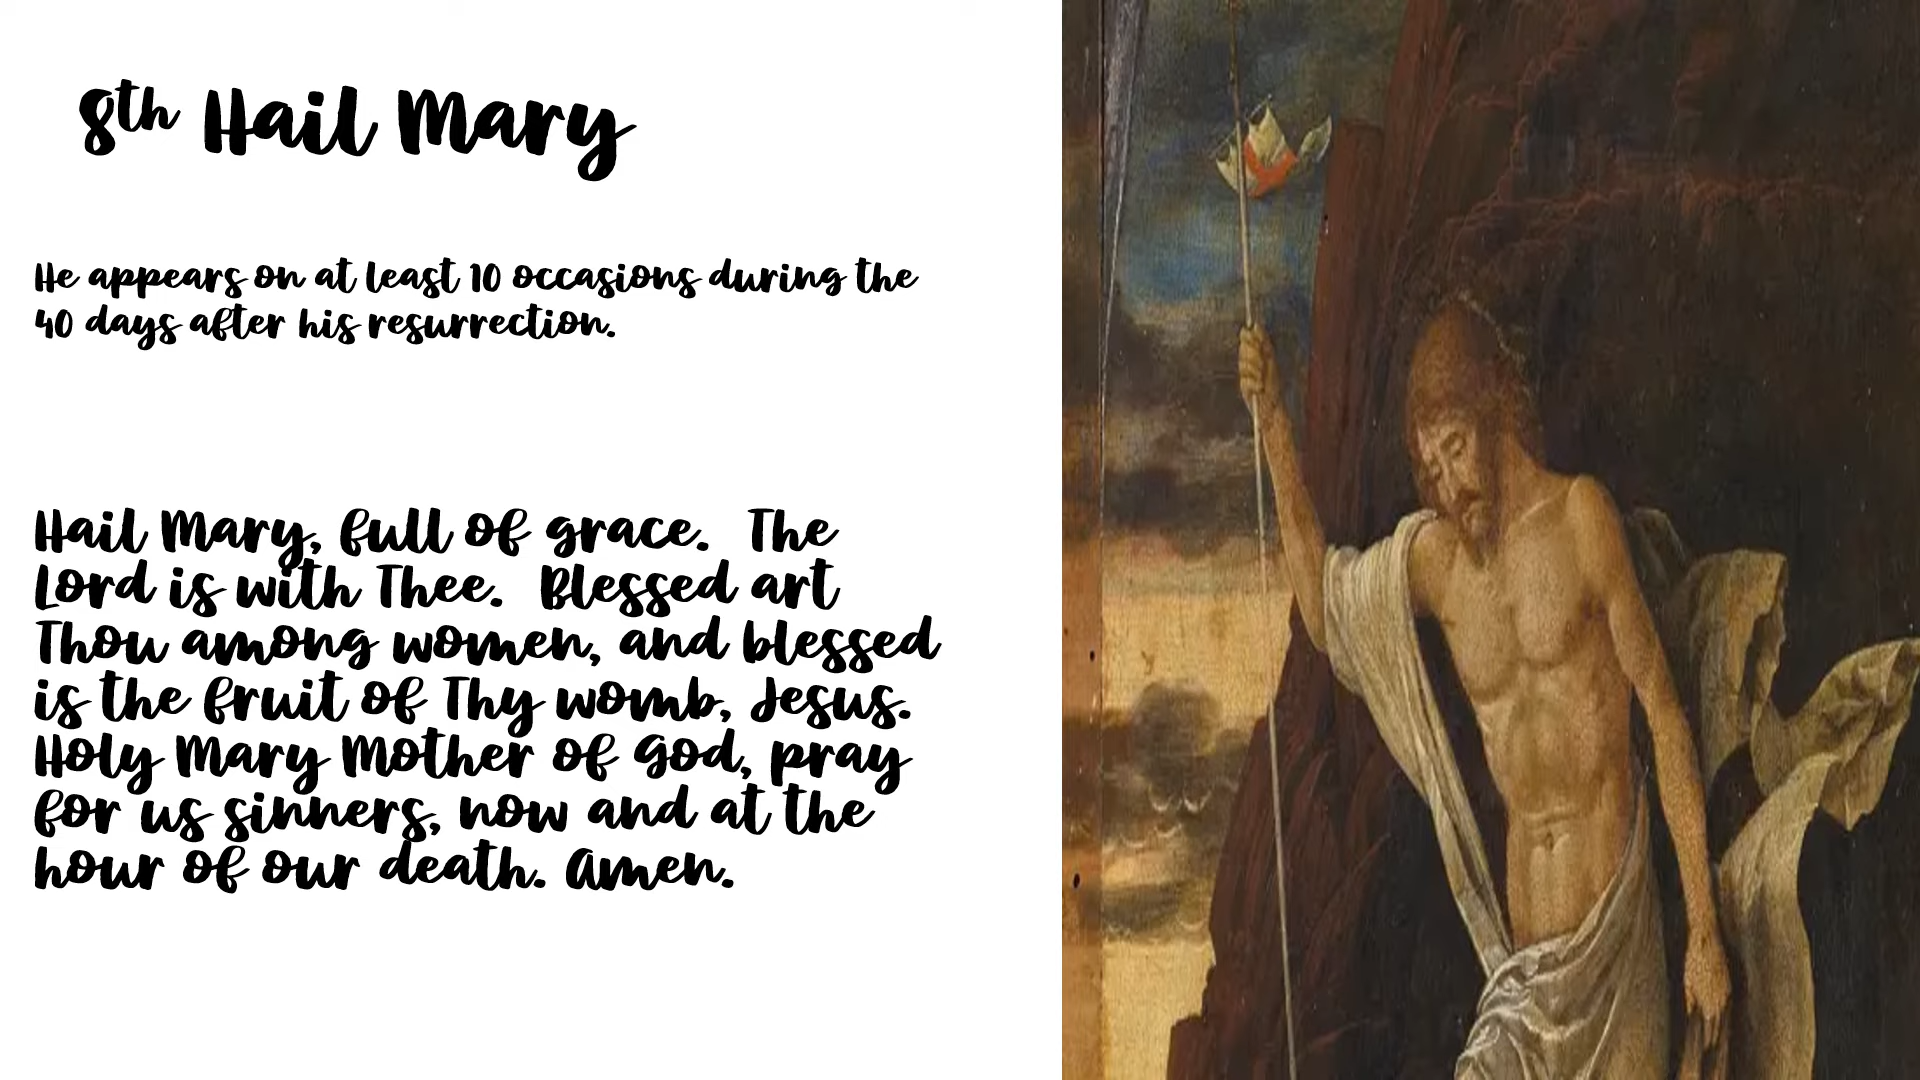 8th Hail Mary
He appears on at least 10 occasions during the
40 days after his resurrection.
Hail Mary, full of grace.  The
Lord is with Thee.  Blessed art
Thou among women, and blessed
is the fruit of Thy womb, Jesus.
Holy Mary Mother of God, pray
for us sinners, now and at the
hour of our death. Amen.